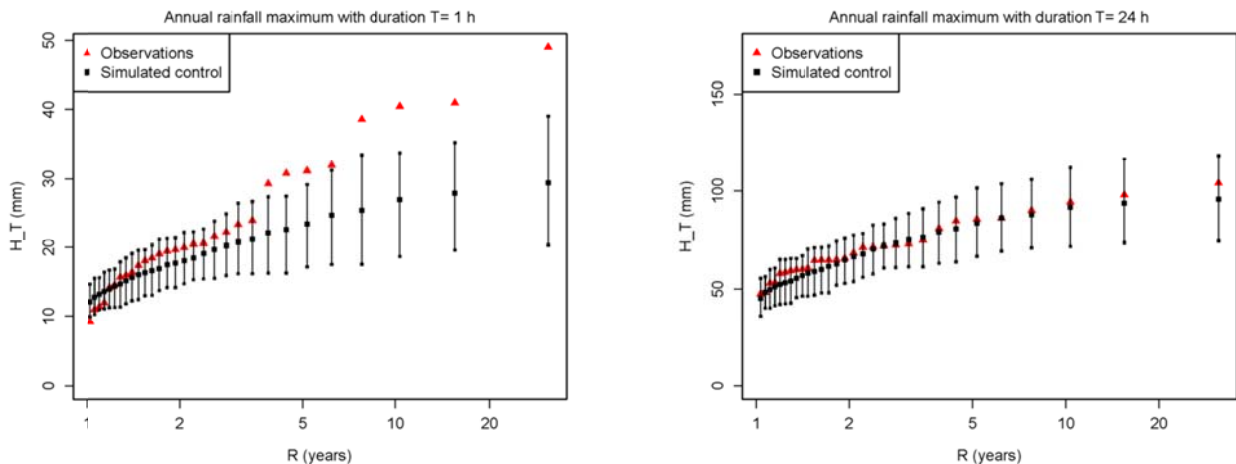 Annual rainfall maximum with duration T= 1 h
Observations
Simulated control
H_T (mm)
50
40
30
20
10
0
1 2 5 10 20
R (years)
Annual rainfall maximum with duration T= 24 h
Observations
Simulated control
H_T (mm)
150
100
50
0
1 2 5 10 20
R (years)